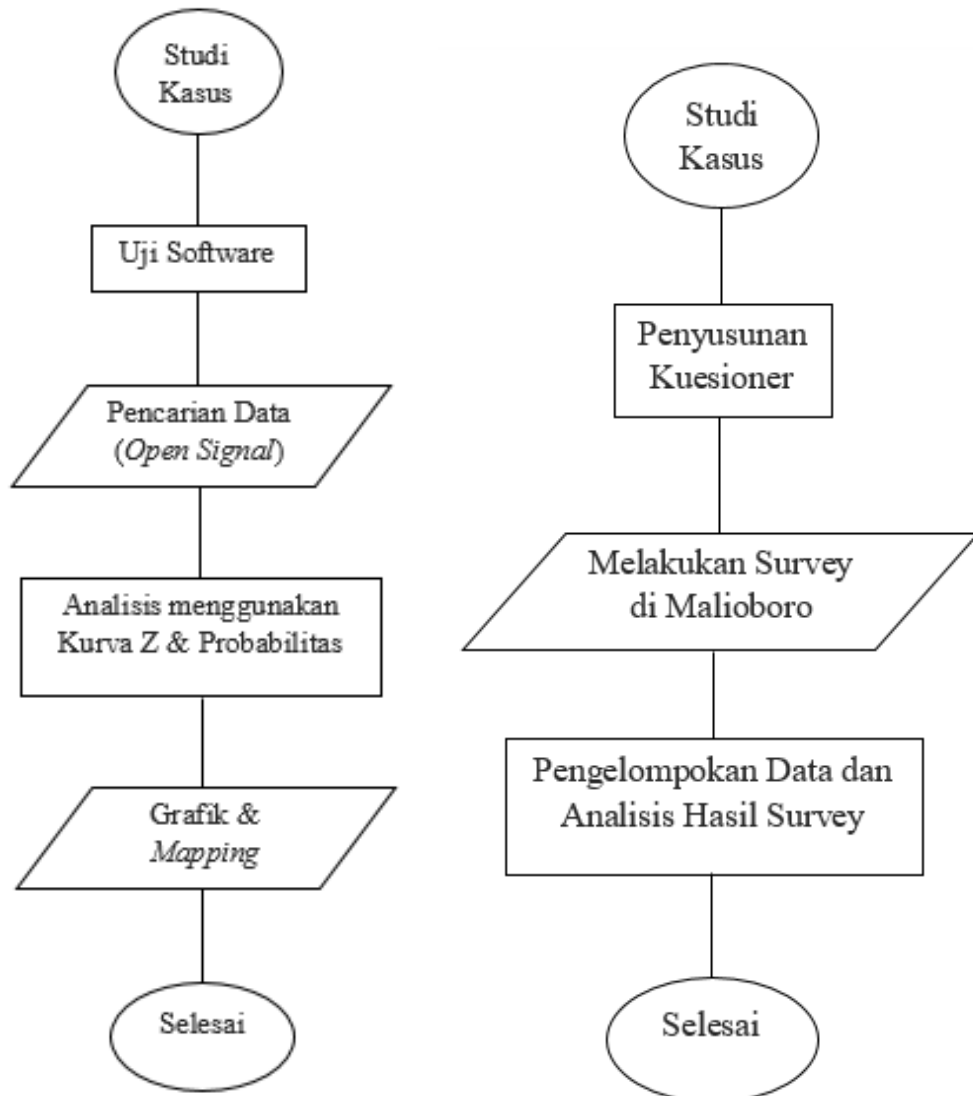 Studi
Kasus
Uji Software
Pencarian Data
(Open Signal)
Analisis menggunakan
Kurva Z & Probabilitas
Grafik &
Mapping
Selesai
Studi
Kasus
Penyusunan
Kuesioner
Melakukan Survey
di Malioboro
Pengelompokan Data dan
Analisis Hasil Survey
Selesai